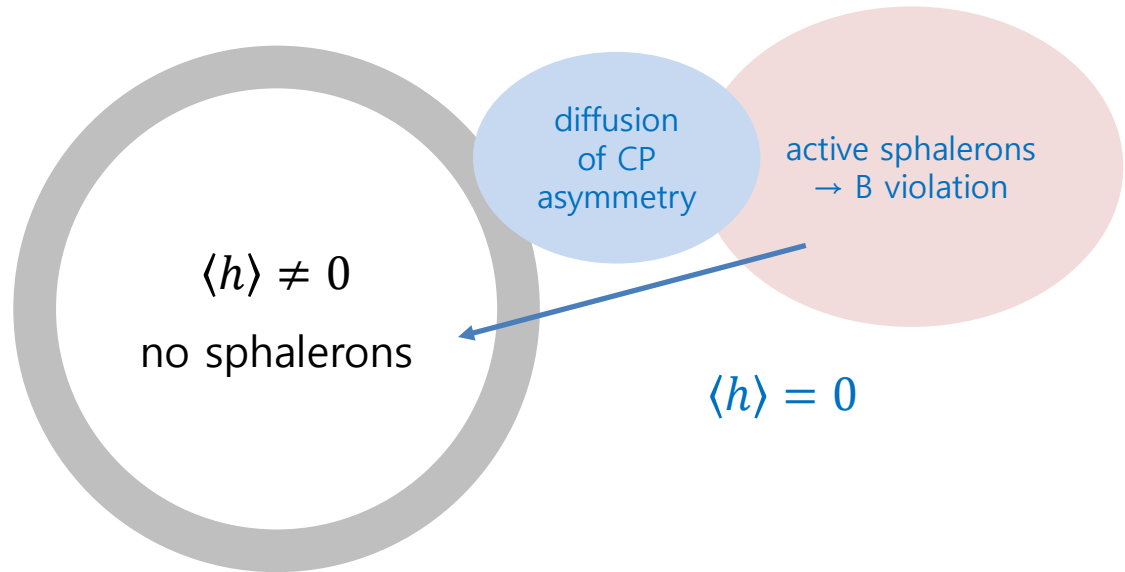 diffusion
of CP
asymmetry
active sphalerons
→ B violation
⟨h⟩ ≠ 0
no sphalerons
⟨h⟩ = 0